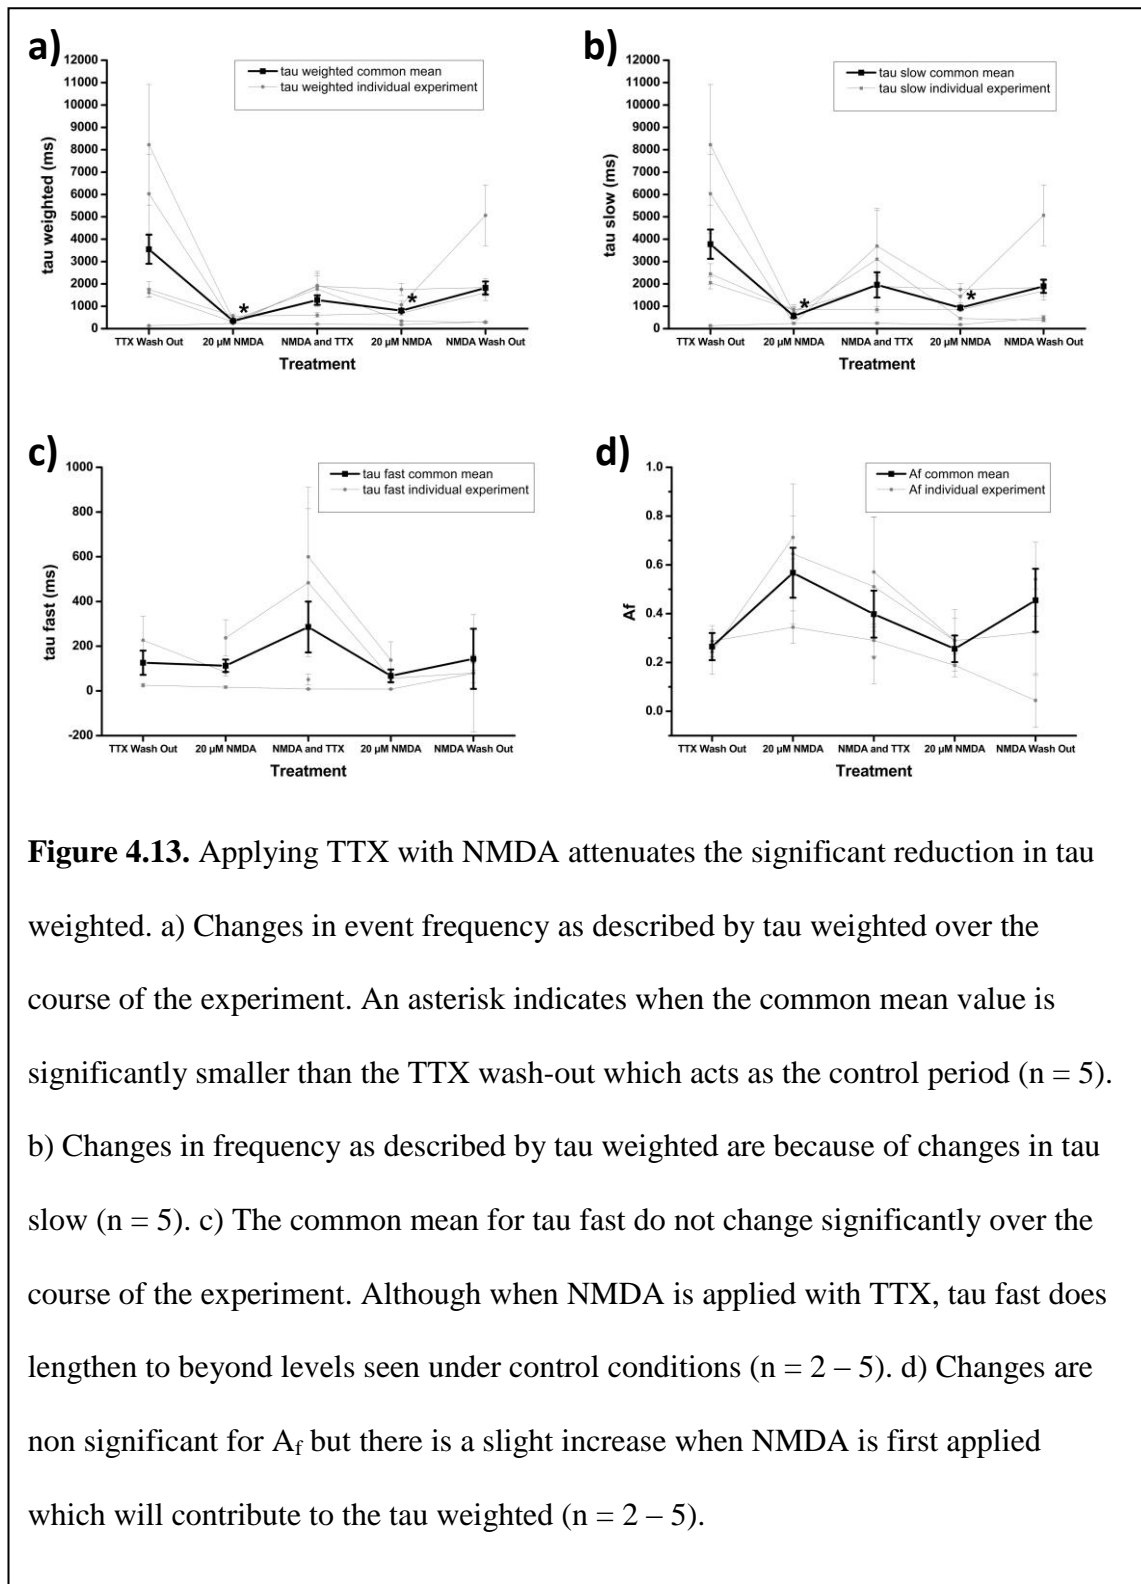 a)
12000
11000
10000
9000
8000
7000
6000
5000
4000
3000
2000
1000
0
tau weighted (ms)
tau weighted common mean
tau weighted individual experiment
*
*
TTX Wash Out 20 µM NMDA NMDA and TTX 20 µM NMDA NMDA Wash Out
Treatment
b)
12000
11000
10000
9000
8000
7000
6000
5000
4000
3000
2000
1000
0
tau slow (ms)
tau slow common mean
tau slow individual experiment
*
*
TTX Wash Out 20 µM NMDA NMDA and TTX 20 µM NMDA NMDA Wash Out
Treatment
c)
1000
800
600
400
200
0
-200
tau fast (ms)
tau fast common mean
tau fast individual experiment
TTX Wash Out 20 µM NMDA NMDA and TTX 20 µM NMDA NMDA Wash Out
Treatment
d)
1.0
0.8
0.6
0.4
0.2
0.0
Af
Af common mean
Af individual experiment
TTX Wash Out 20 µM NMDA NMDA and TTX 20 µM NMDA NMDA Wash Out
Treatment
Figure 4.13. Applying TTX with NMDA attenuates the significant reduction in tau
weighted. a) Changes in event frequency as described by tau weighted over the
course of the experiment. An asterisk indicates when the common mean value is
significantly smaller than the TTX wash-out which acts as the control period (n = 5).
b) Changes in frequency as described by tau weighted are because of changes in tau
slow (n = 5). c) The common mean for tau fast do not change significantly over the
course of the experiment. Although when NMDA is applied with TTX, tau fast does
lengthen to beyond levels seen under control conditions (n = 2 – 5). d) Changes are
non significant for Af but there is a slight increase when NMDA is first applied
which will contribute to the tau weighted (n = 2 – 5).